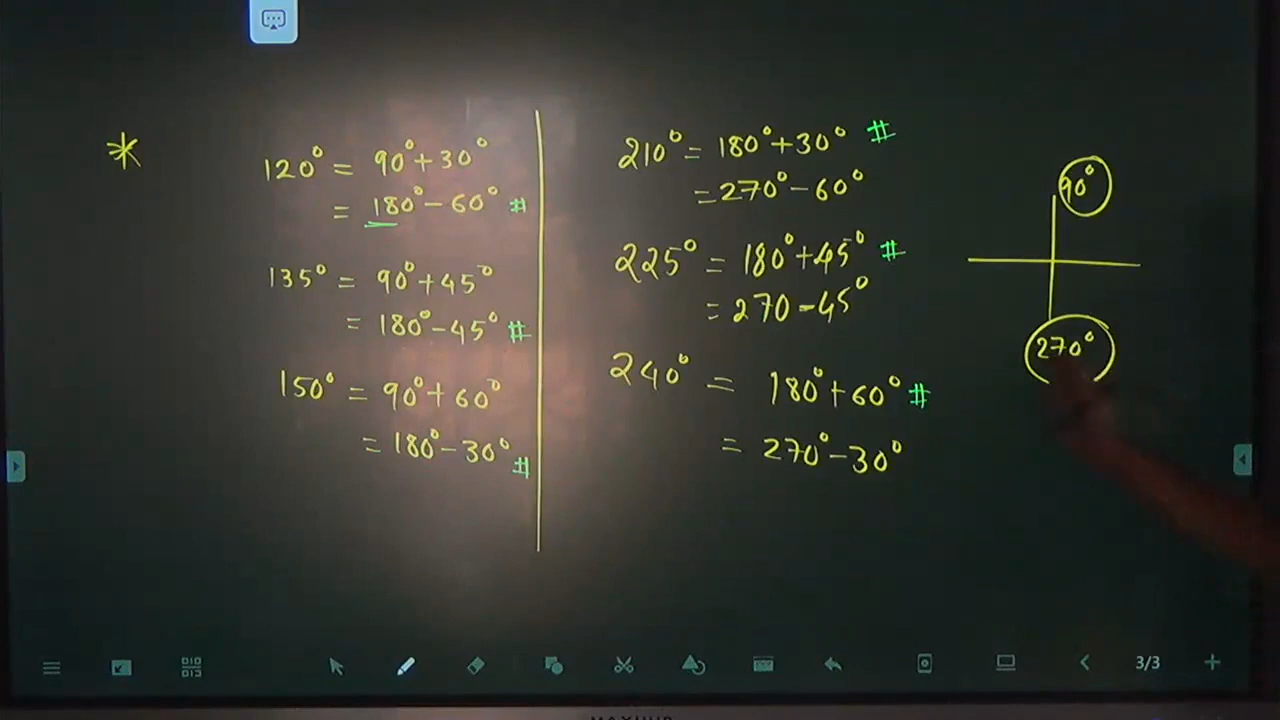 *
120° = 90°+30°
= 180°-60° #
135° = 90°+45°
= 180°-45° #
150° = 90°+60°
= 180°-30° #
210° = 180°+30° #
= 270°-60°
225° = 180°+45° #
= 270-45°
240° = 180°+60° #
= 270°-30°
90°
270°
3/3